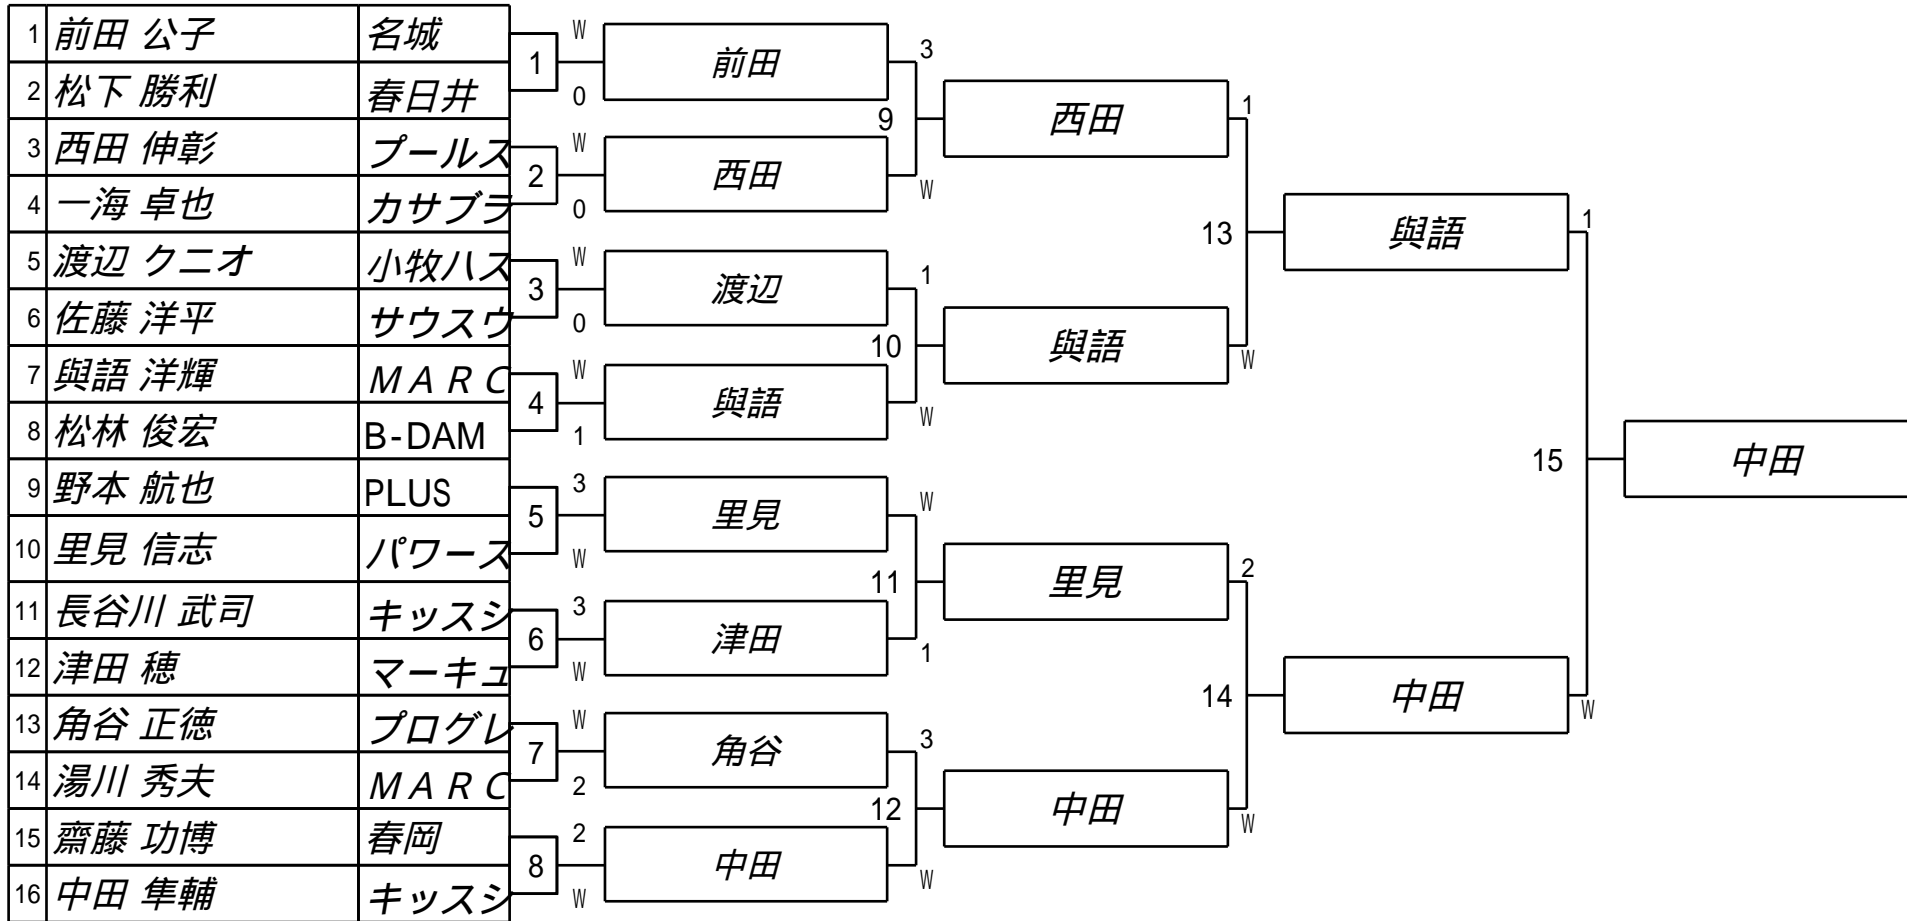 1 前田 公子 名城
2 松下 勝利 春日井
3 西田 伸彰 プールス
4 一海 卓也 カサブラ
5 渡辺 クニオ 小牧ハス
6 佐藤 洋平 サウスウ
7 與語 洋輝 ＭＡＲＣ
8 松林 俊宏 B-DAM
9 野本 航也 PLUS
10 里見 信志 パワース
11 長谷川 武司 キッスシ
12 津田 穂 マーキュ
13 角谷 正徳 プログレ
14 湯川 秀夫 ＭＡＲＣ
15 齋藤 功博 春岡
16 中田 隼輔 キッスシ
1 W 0
2 W 0
3 W 0
4 W 1
5 3 W
6 3 W
7 W 2
8 2 W
前田 3
西田 W
渡辺 1
與語 W
里見 W
津田 1
角谷 3
中田 W
9
10
11
12
西田 1
與語 W
里見 2
中田 W
13
14
與語 1
中田 W
15
中田